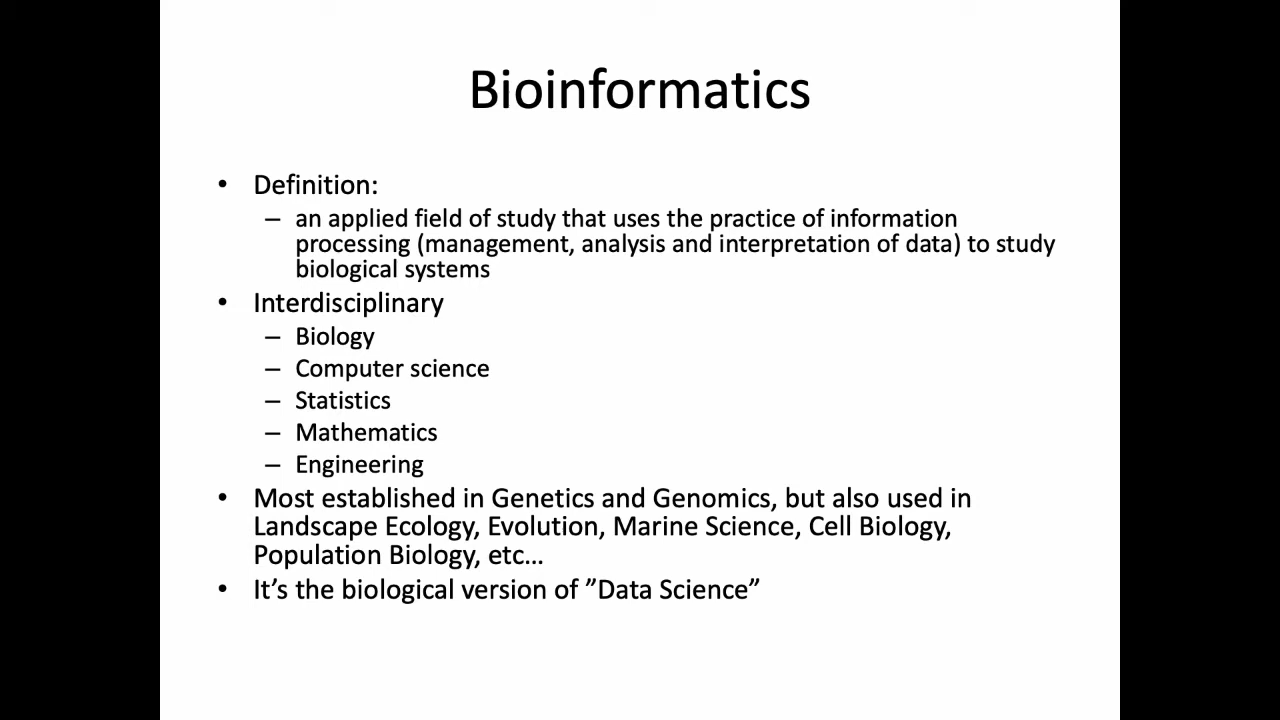 Bioinformatics
• Definition:
– an applied field of study that uses the practice of information
processing (management, analysis and interpretation of data) to study
biological systems
• Interdisciplinary
– Biology
– Computer science
– Statistics
– Mathematics
– Engineering
• Most established in Genetics and Genomics, but also used in
Landscape Ecology, Evolution, Marine Science, Cell Biology,
Population Biology, etc…
• It’s the biological version of ”Data Science”